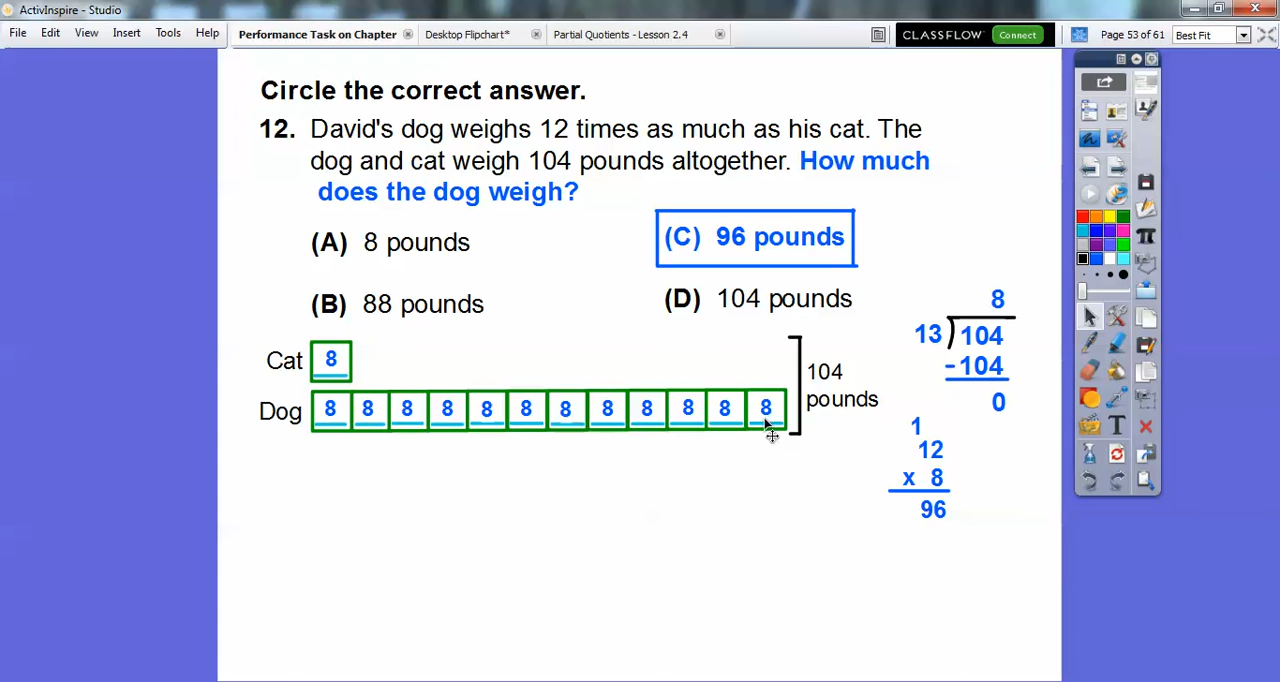 ActivInspire - Studio
File Edit View Insert Tools Help
Performance Task on Chapter
Desktop Flipchart*
Partial Quotients - Lesson 2.4
CLASSFLOW Connect
Page 53 of 61
Best Fit
Circle the correct answer.
12. David's dog weighs 12 times as much as his cat. The
dog and cat weigh 104 pounds altogether. How much
does the dog weigh?
(A) 8 pounds
(C) 96 pounds
(B) 88 pounds
(D) 104 pounds
Cat 8
Dog 8 8 8 8 8 8 8 8 8 8 8 8
104
pounds
8
13 104
-104
0
1
12
x 8
96
T